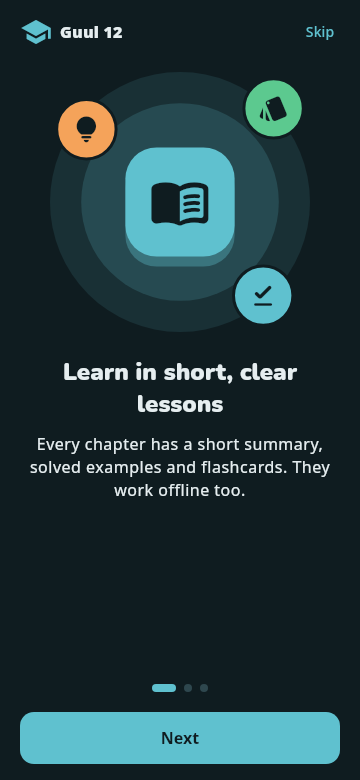 Guul 12
Skip
Learn in short, clear
lessons
Every chapter has a short summary,
solved examples and flashcards. They
work offline too.
Next